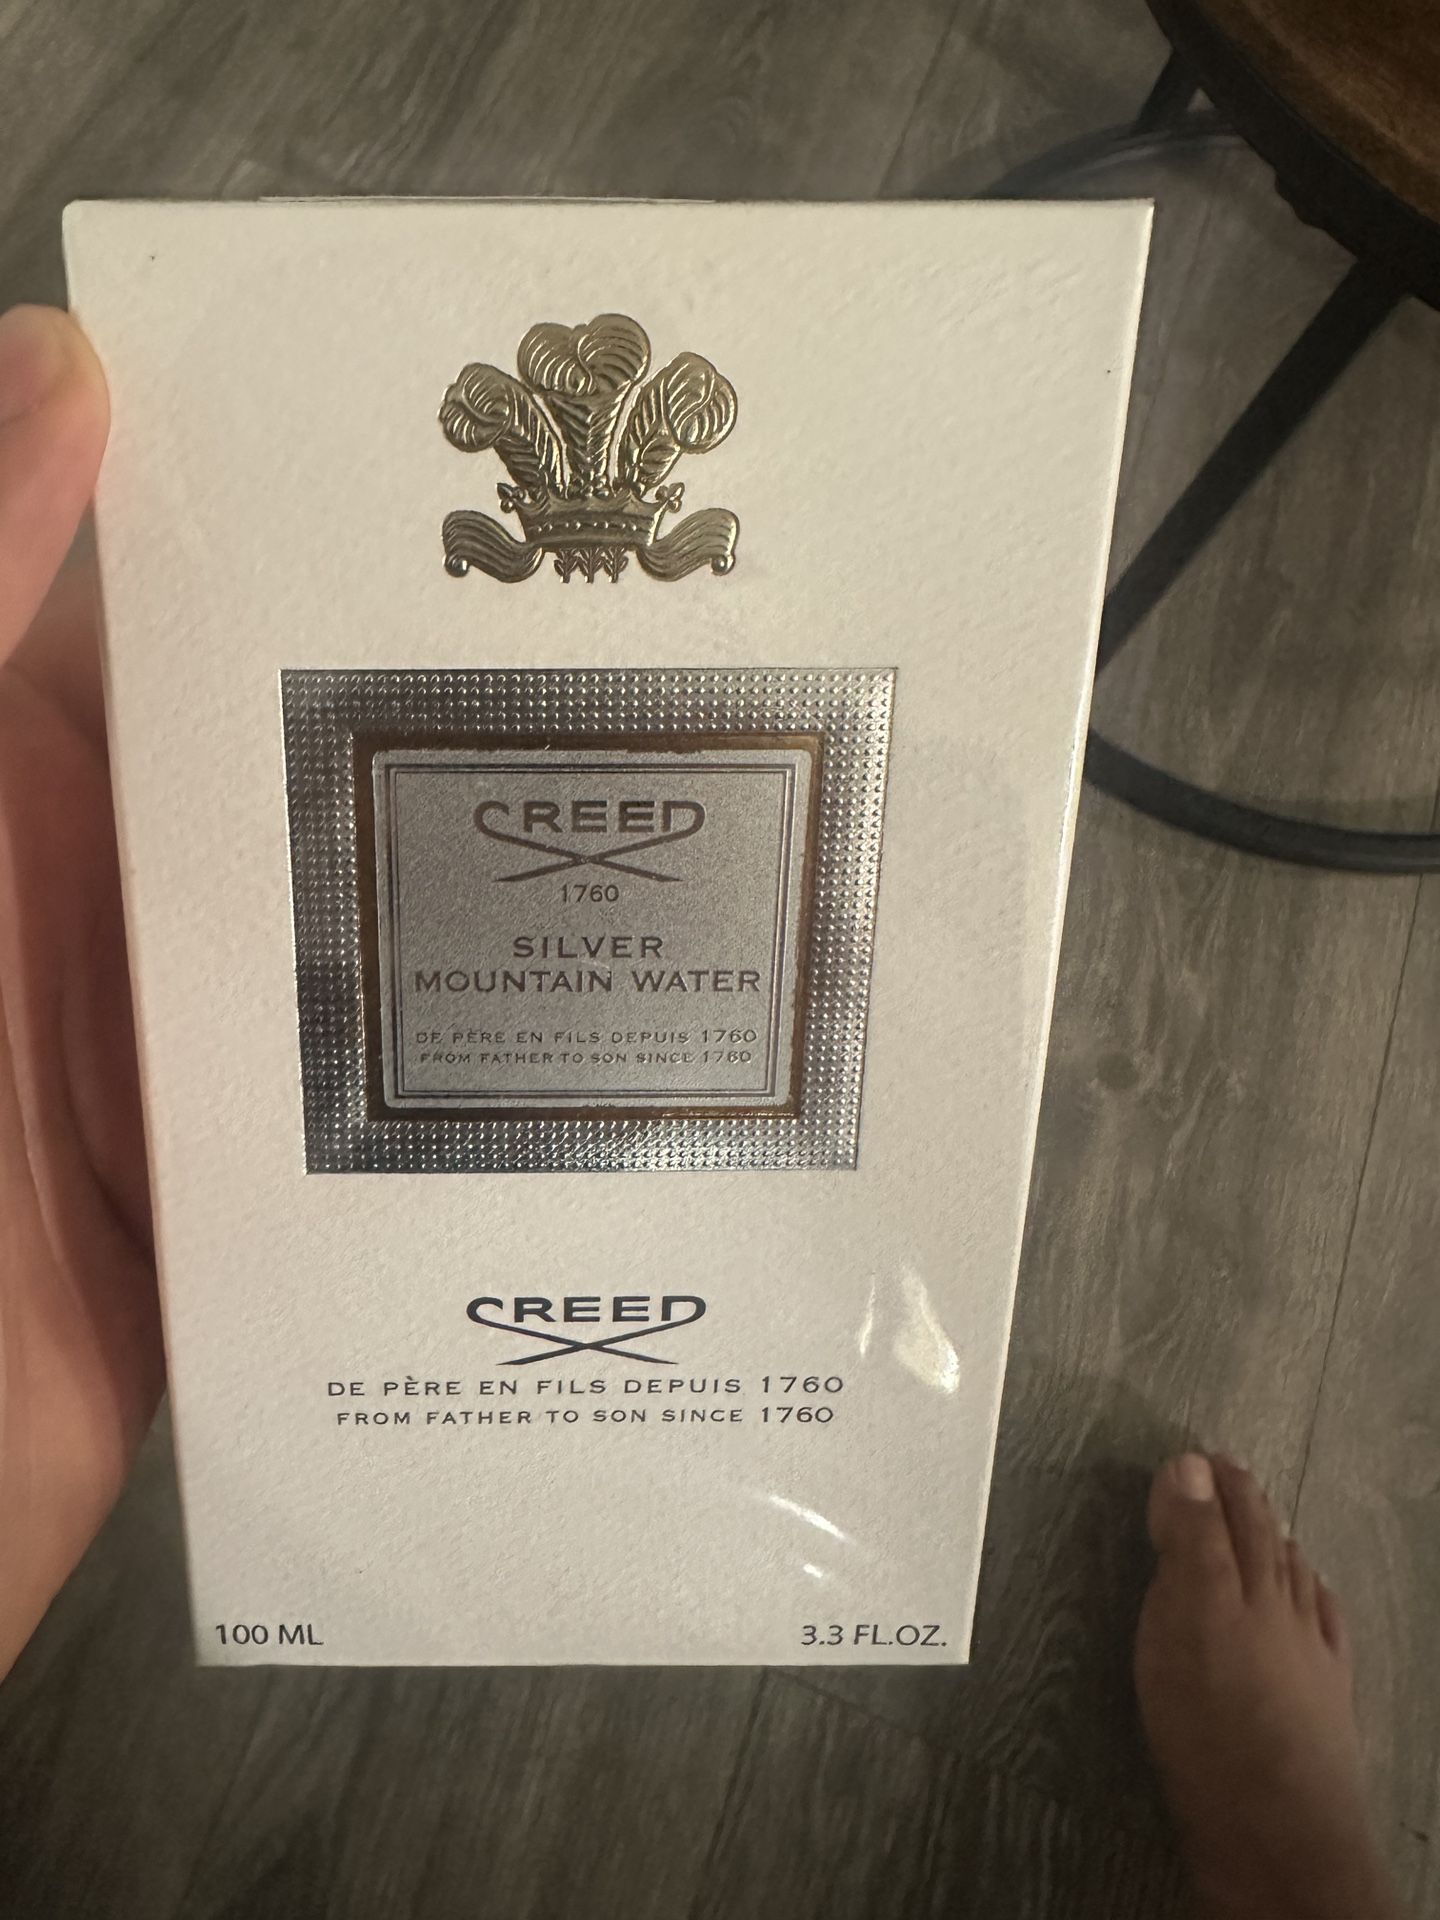 CREED
1760
SILVER
MOUNTAIN WATER
DE PÈRE EN FILS DEPUIS 1760
FROM FATHER TO SON SINCE 1760
CREED
DE PÈRE EN FILS DEPUIS 1760
FROM FATHER TO SON SINCE 1760
100 ML
3.3 FL.OZ.